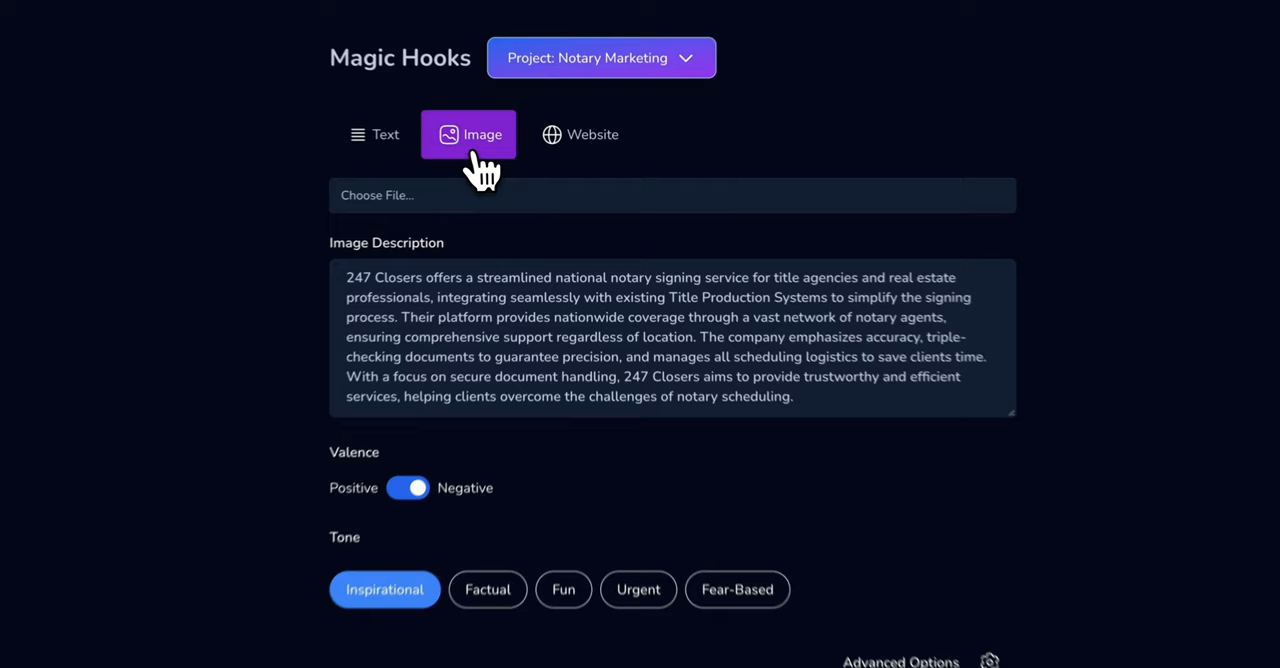 Magic Hooks
Project: Notary Marketing
Text
Image
Website
Choose File...
Image Description
247 Closers offers a streamlined national notary signing service for title agencies and real estate
professionals, integrating seamlessly with existing Title Production Systems to simplify the signing
process. Their platform provides nationwide coverage through a vast network of notary agents,
ensuring comprehensive support regardless of location. The company emphasizes accuracy, triple-
checking documents to guarantee precision, and manages all scheduling logistics to save clients time.
With a focus on secure document handling, 247 Closers aims to provide trustworthy and efficient
services, helping clients overcome the challenges of notary scheduling.
Valence
Positive
Negative
Tone
Inspirational
Factual
Fun
Urgent
Fear-Based
Advanced Options